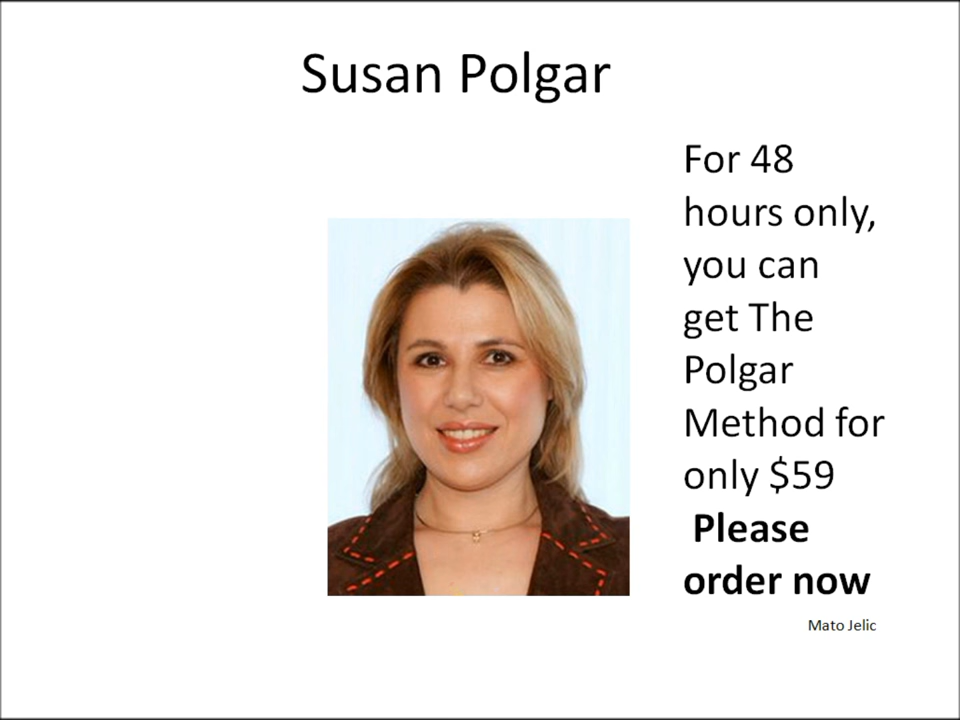 Susan Polgar
For 48
hours only,
you can
get The
Polgar
Method for
only $59
Please
order now
Mato Jelic